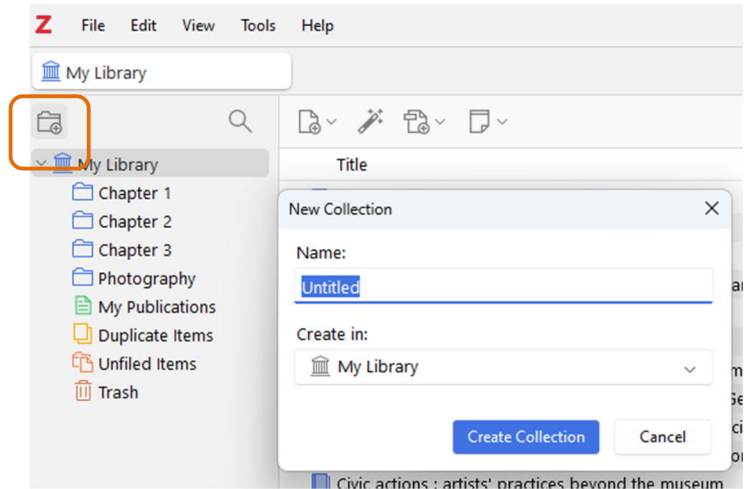 Z File Edit View Tools Help
My Library
My Library
Title
Chapter 1
Chapter 2
Chapter 3
Photography
My Publications
Duplicate Items
Unfiled Items
Trash
New Collection
Name:
Untitled
Create in:
My Library
Create Collection Cancel
Civic actions : artists' practices beyond the museum